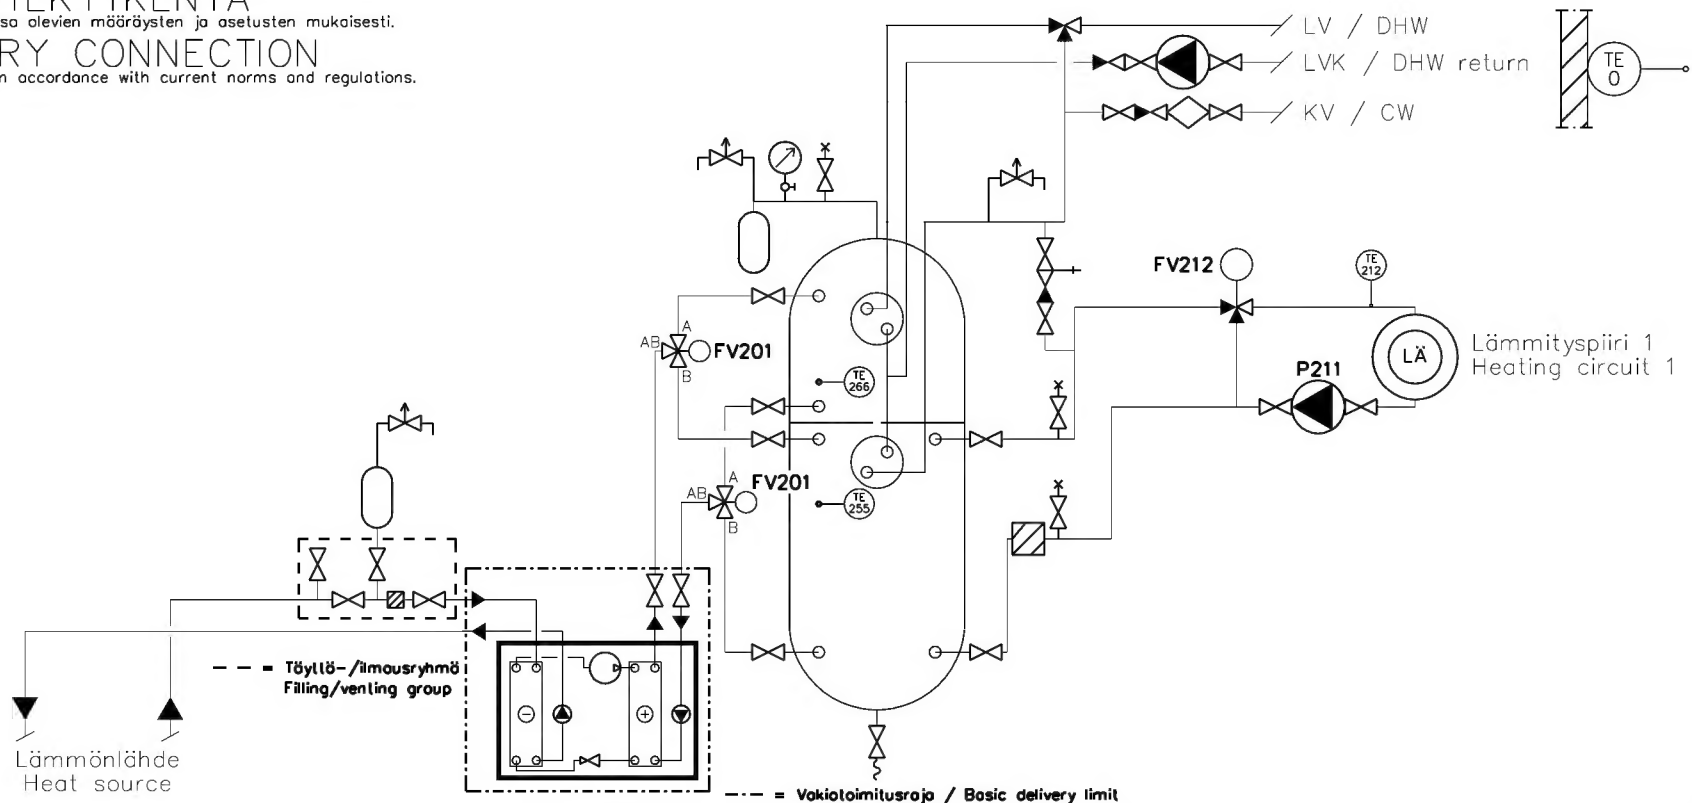 sa olevien määräysten ja asetusten mukaisesti.
RY CONNECTION
n accordance with current norms and regulations.
LV / DHW
LVK / DHW return
KV / CW
TE
0
FV212
TE
212
A
AB
FV201
B
TE
266
P211
LÄ
Lämmityspiiri 1
Heating circuit 1
A
AB
FV201
B
TE
255
– – = Täyttö-/ilmausryhmä
Filling/venting group
–
+
Lämmönlähde
Heat source
–·–·– = Vakiotoimitusraja / Basic delivery limit